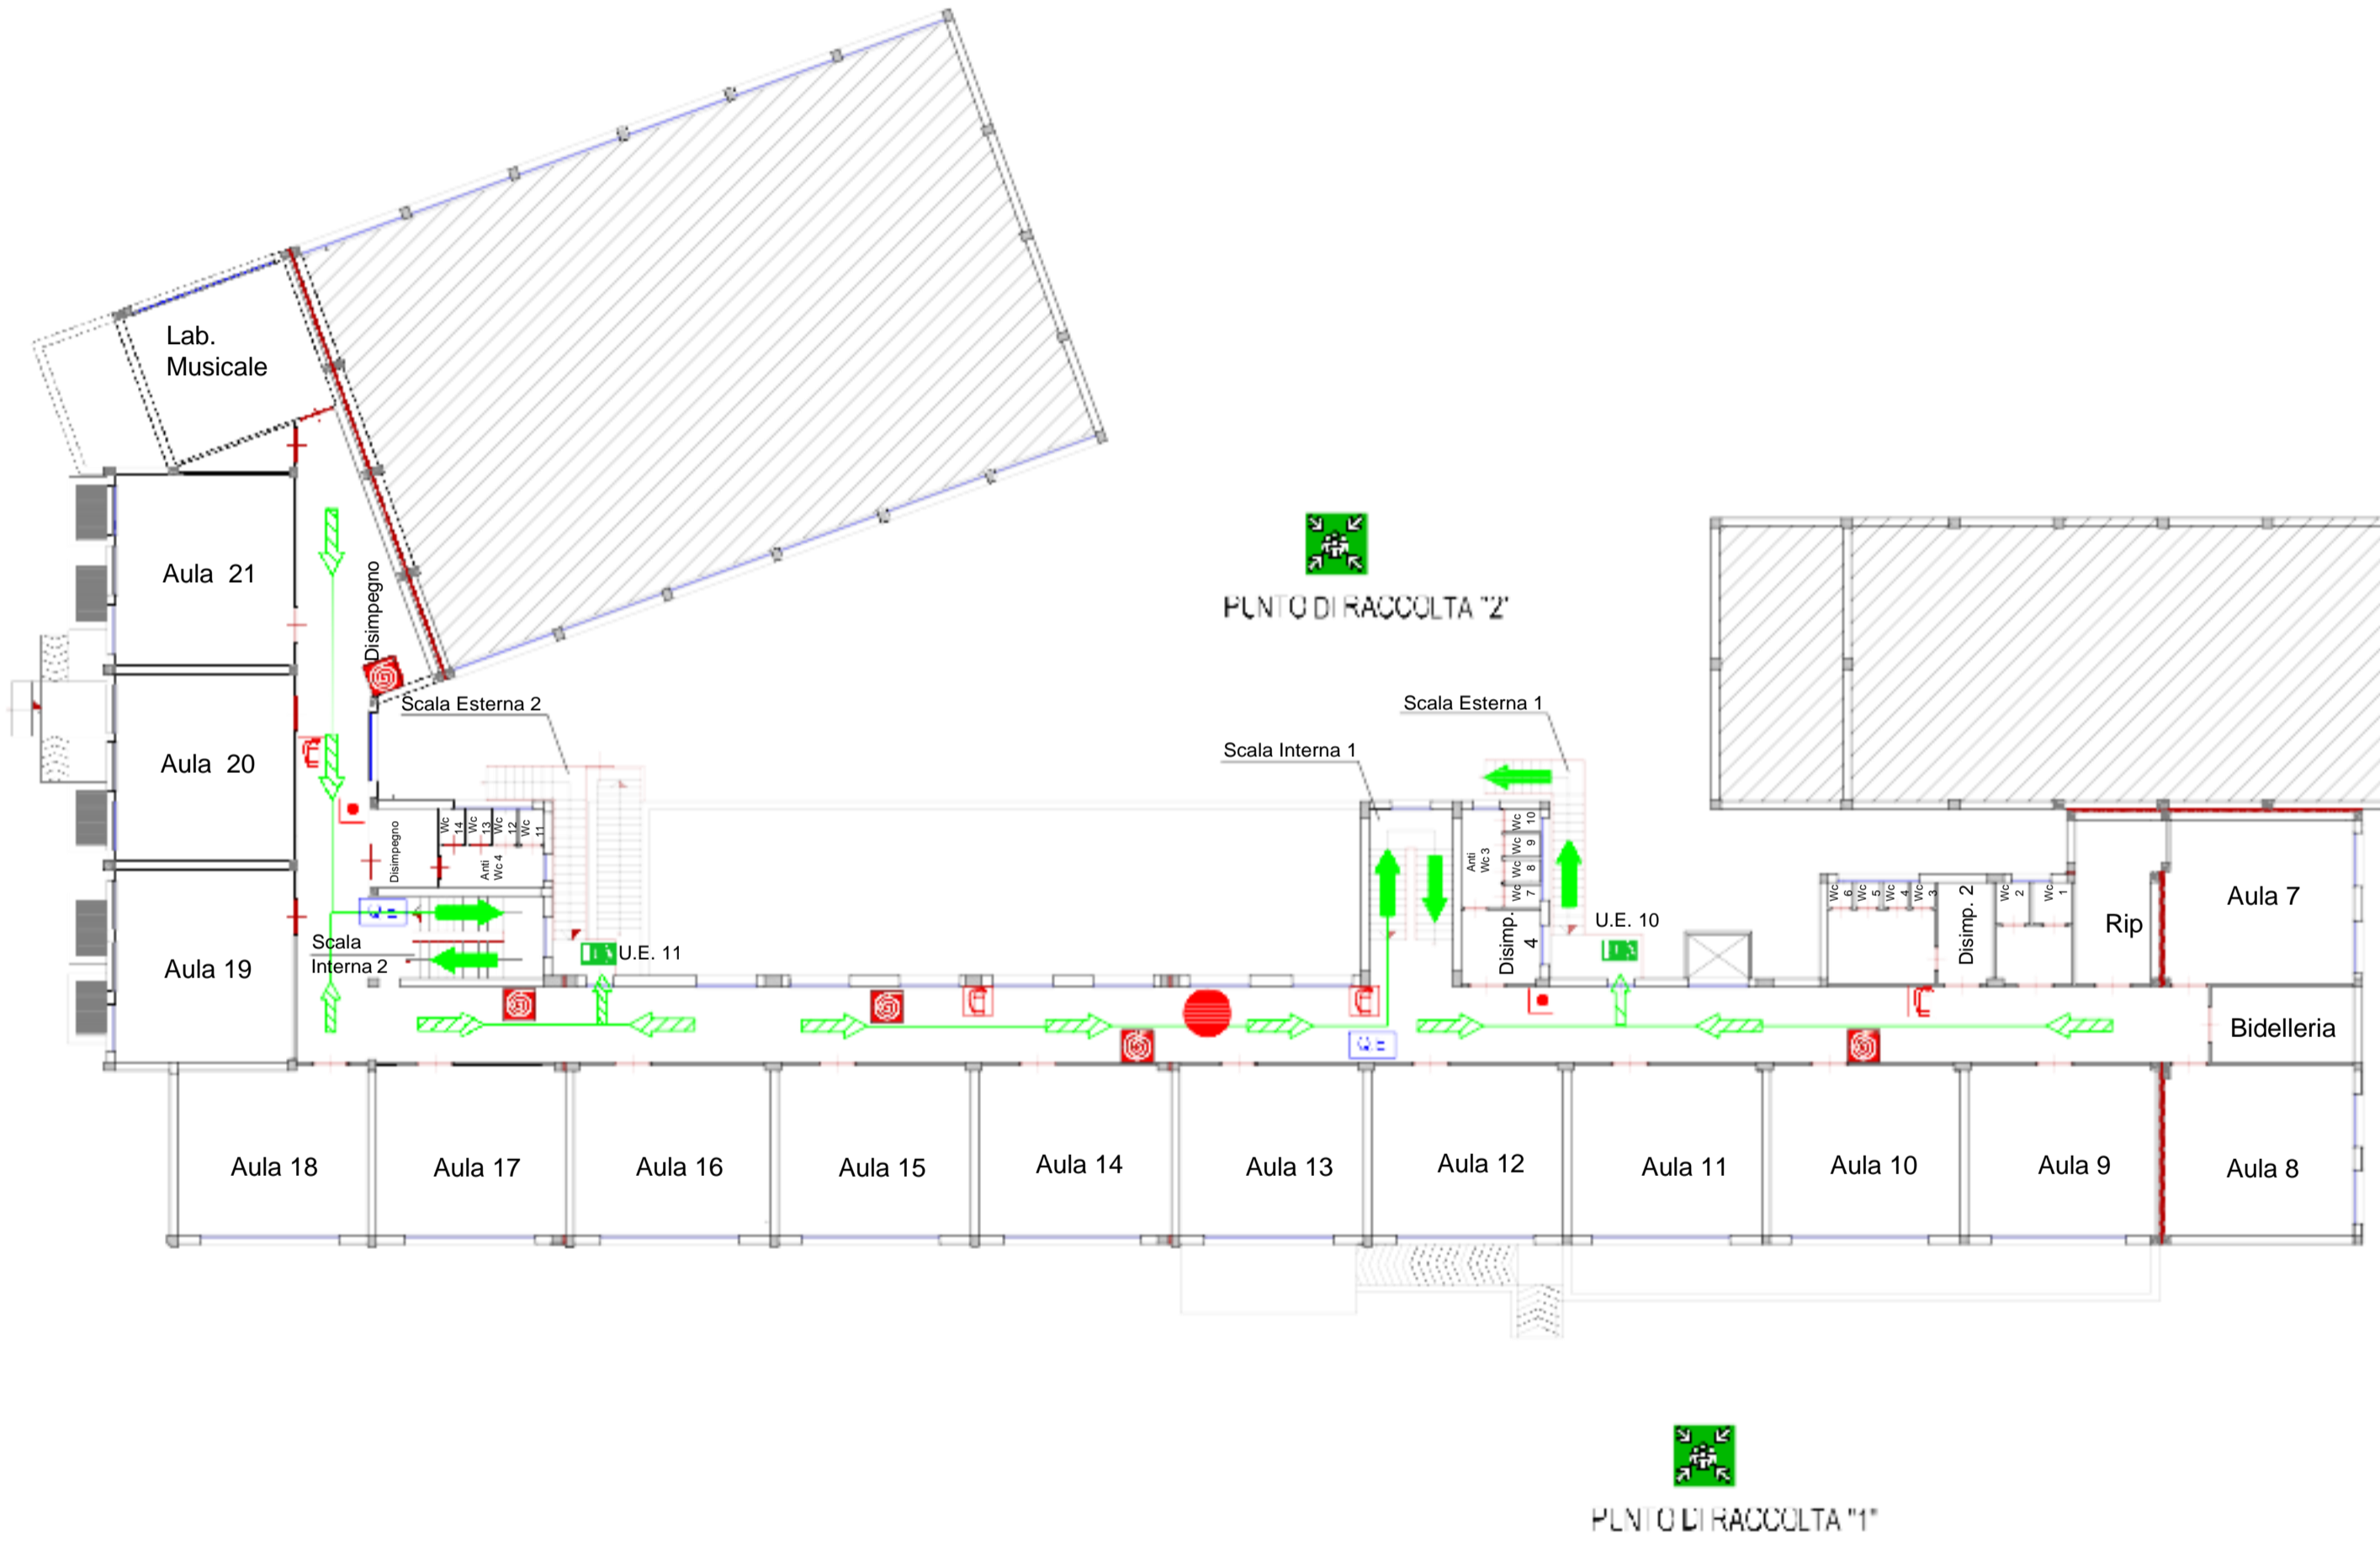 Lab.
Musicale
Aula 21
Disimpegno
PUNTO DI RACCOLTA "2"
Scala Esterna 2
Scala Esterna 1
Aula 20
Scala Interna 1
Disimpegno
Wc 14
Wc 13
Wc 12
Wc 11
Anti
Wc 4
Anti
Wc 3
Wc 10
Wc 9
Wc 8
Wc 7
Wc 6
Wc 5
Wc 4
Wc 3
Disimp. 2
Wc 2
Wc 1
Rip
Aula 7
Scala
Interna 2
Aula 19
U.E. 11
Disimp.
4
U.E. 10
Bidelleria
Aula 18
Aula 17
Aula 16
Aula 15
Aula 14
Aula 13
Aula 12
Aula 11
Aula 10
Aula 9
Aula 8
PUNTO DI RACCOLTA "1"